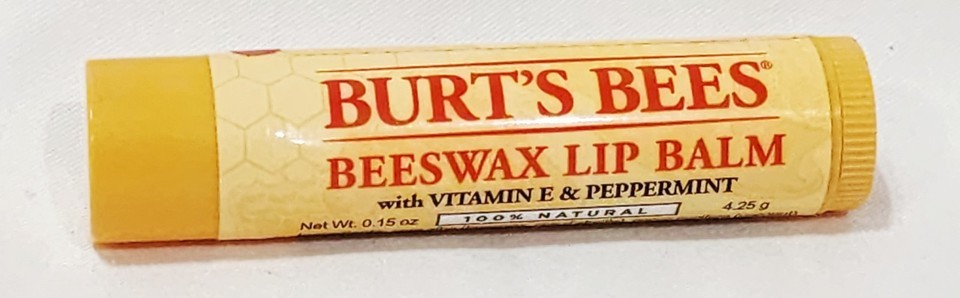 BURT'S BEES®
BEESWAX LIP BALM
with VITAMIN E & PEPPERMINT
Net Wt. 0.15 oz 100% NATURAL 4.25 g